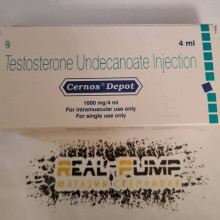 4 ml
Testosterone Undecanoate Injection
Cernos® Depot
1000 mg/4 ml
For intramuscular use only
For single use only
REAL PUMP